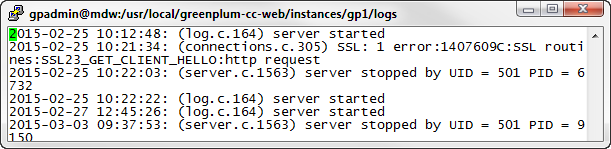 gpadmin@mdw:/usr/local/greenplum-cc-web/instances/gp1/logs
2015-02-25 10:12:48: (log.c.164) server started
2015-02-25 10:21:34: (connections.c.305) SSL: 1 error:1407609C:SSL routi
nes:SSL23_GET_CLIENT_HELLO:http request
2015-02-25 10:22:03: (server.c.1563) server stopped by UID = 501 PID = 6
732
2015-02-25 10:22:22: (log.c.164) server started
2015-02-27 12:45:26: (log.c.164) server started
2015-03-03 09:37:53: (server.c.1563) server stopped by UID = 501 PID = 9
150